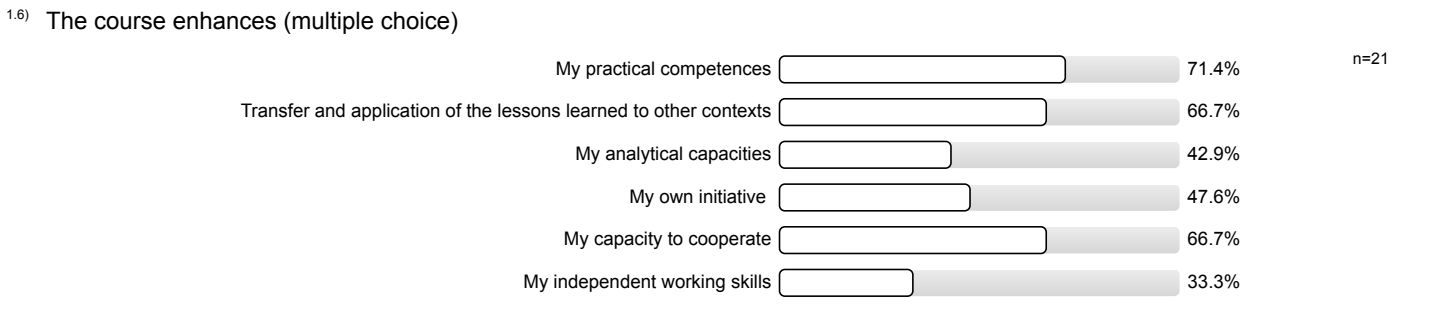 1.6) The course enhances (multiple choice)
My practical competences 71.4% n=21
Transfer and application of the lessons learned to other contexts 66.7%
My analytical capacities 42.9%
My own initiative 47.6%
My capacity to cooperate 66.7%
My independent working skills 33.3%